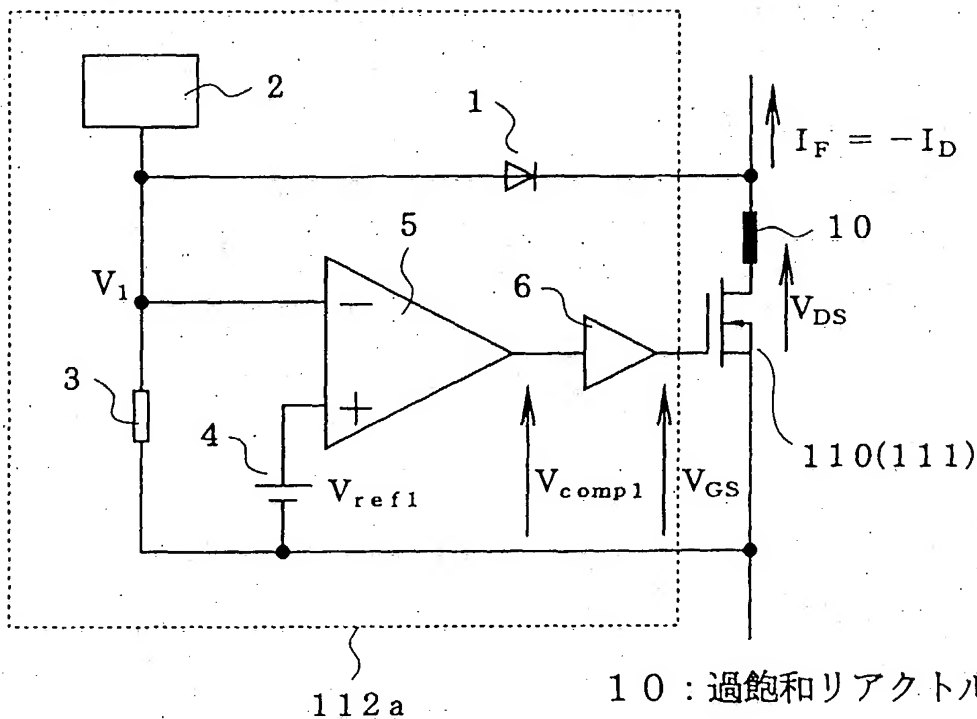 2
1
I_F = −I_D
5
10
V_1
6
V_DS
3
4
110(111)
V_ref1
V_comp1
V_GS
112a
10：過飽和リアクトル